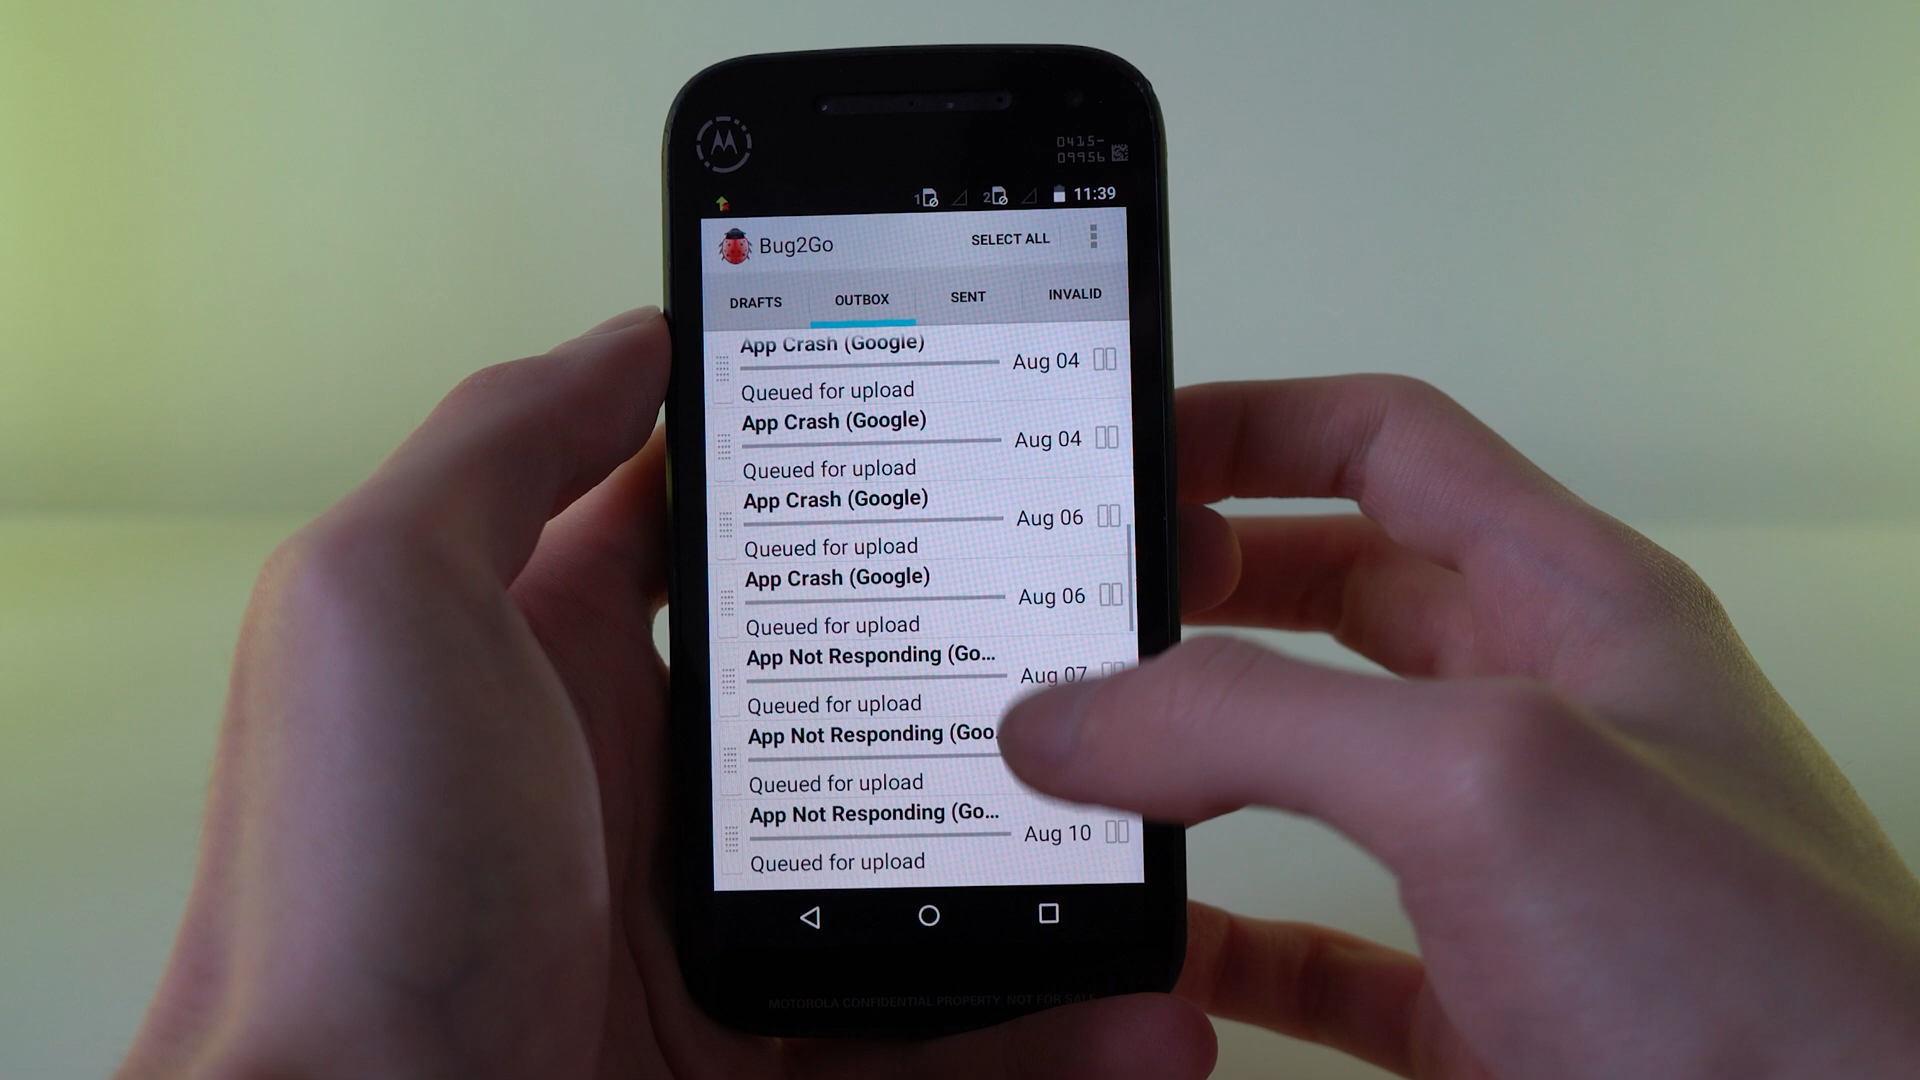 0415-
09956
1 2 11:39
Bug2Go SELECT ALL
DRAFTS OUTBOX SENT INVALID
App Crash (Google)
Aug 04
Queued for upload
App Crash (Google)
Aug 04
Queued for upload
App Crash (Google)
Aug 06
Queued for upload
App Crash (Google)
Aug 06
Queued for upload
App Not Responding (Go...
Aug 07
Queued for upload
App Not Responding (Goo
Queued for upload
App Not Responding (Go...
Aug 10
Queued for upload
MOTOROLA CONFIDENTIAL PROPERTY, NOT FOR SALE